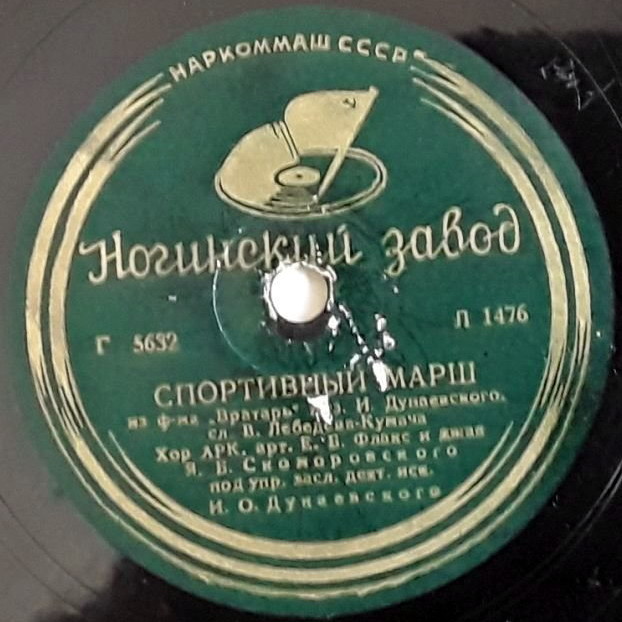 НАРКОММАШ СССР
Ногинский завод
Г 5632 П 1476
СПОРТИВНЫЙ МАРШ
из ф-ма „Вратарь" И. Дунаевского.
сл. В. Лебедева-Кумача
Хор АРК, арт. Е. В. Флакс и джаз
Я. Б. Скоморовского
под упр. засл. деят. иск.
И. О. Дунаевского